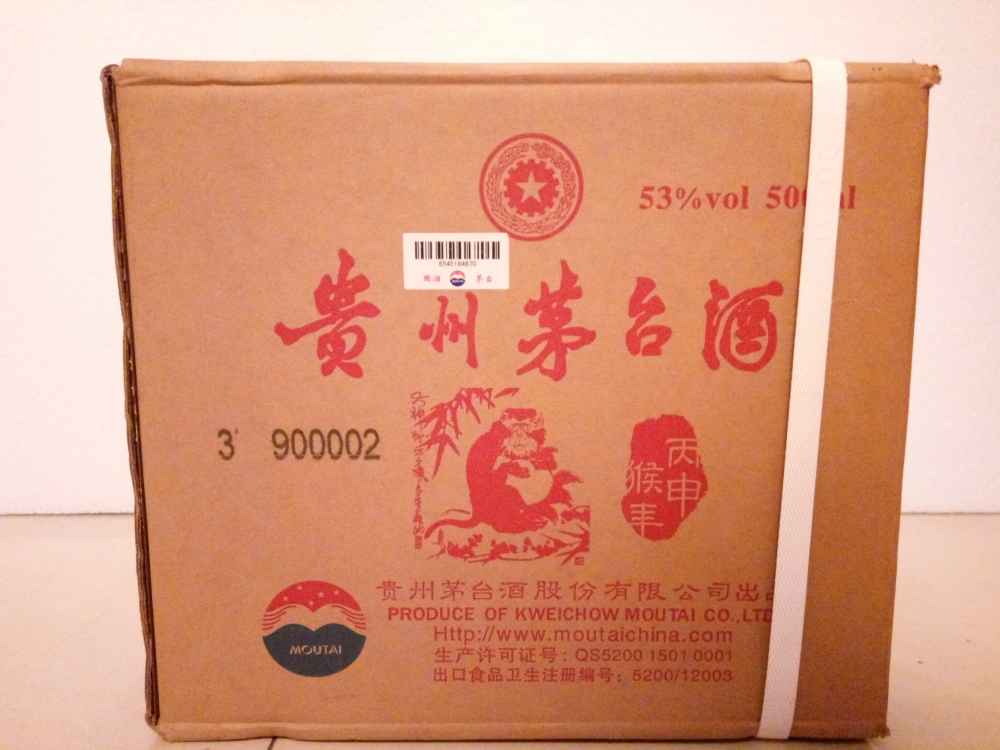 53%vol 500ml
贵州茅台酒
3 900002
丙申
猴年
MOUTAI
贵州茅台酒股份有限公司出品
PRODUCE OF KWEICHOW MOUTAI CO.,LTD
Http://www.moutaichina.com
生产许可证号：QS5200 1501 0001
出口食品卫生注册编号：5200/12003